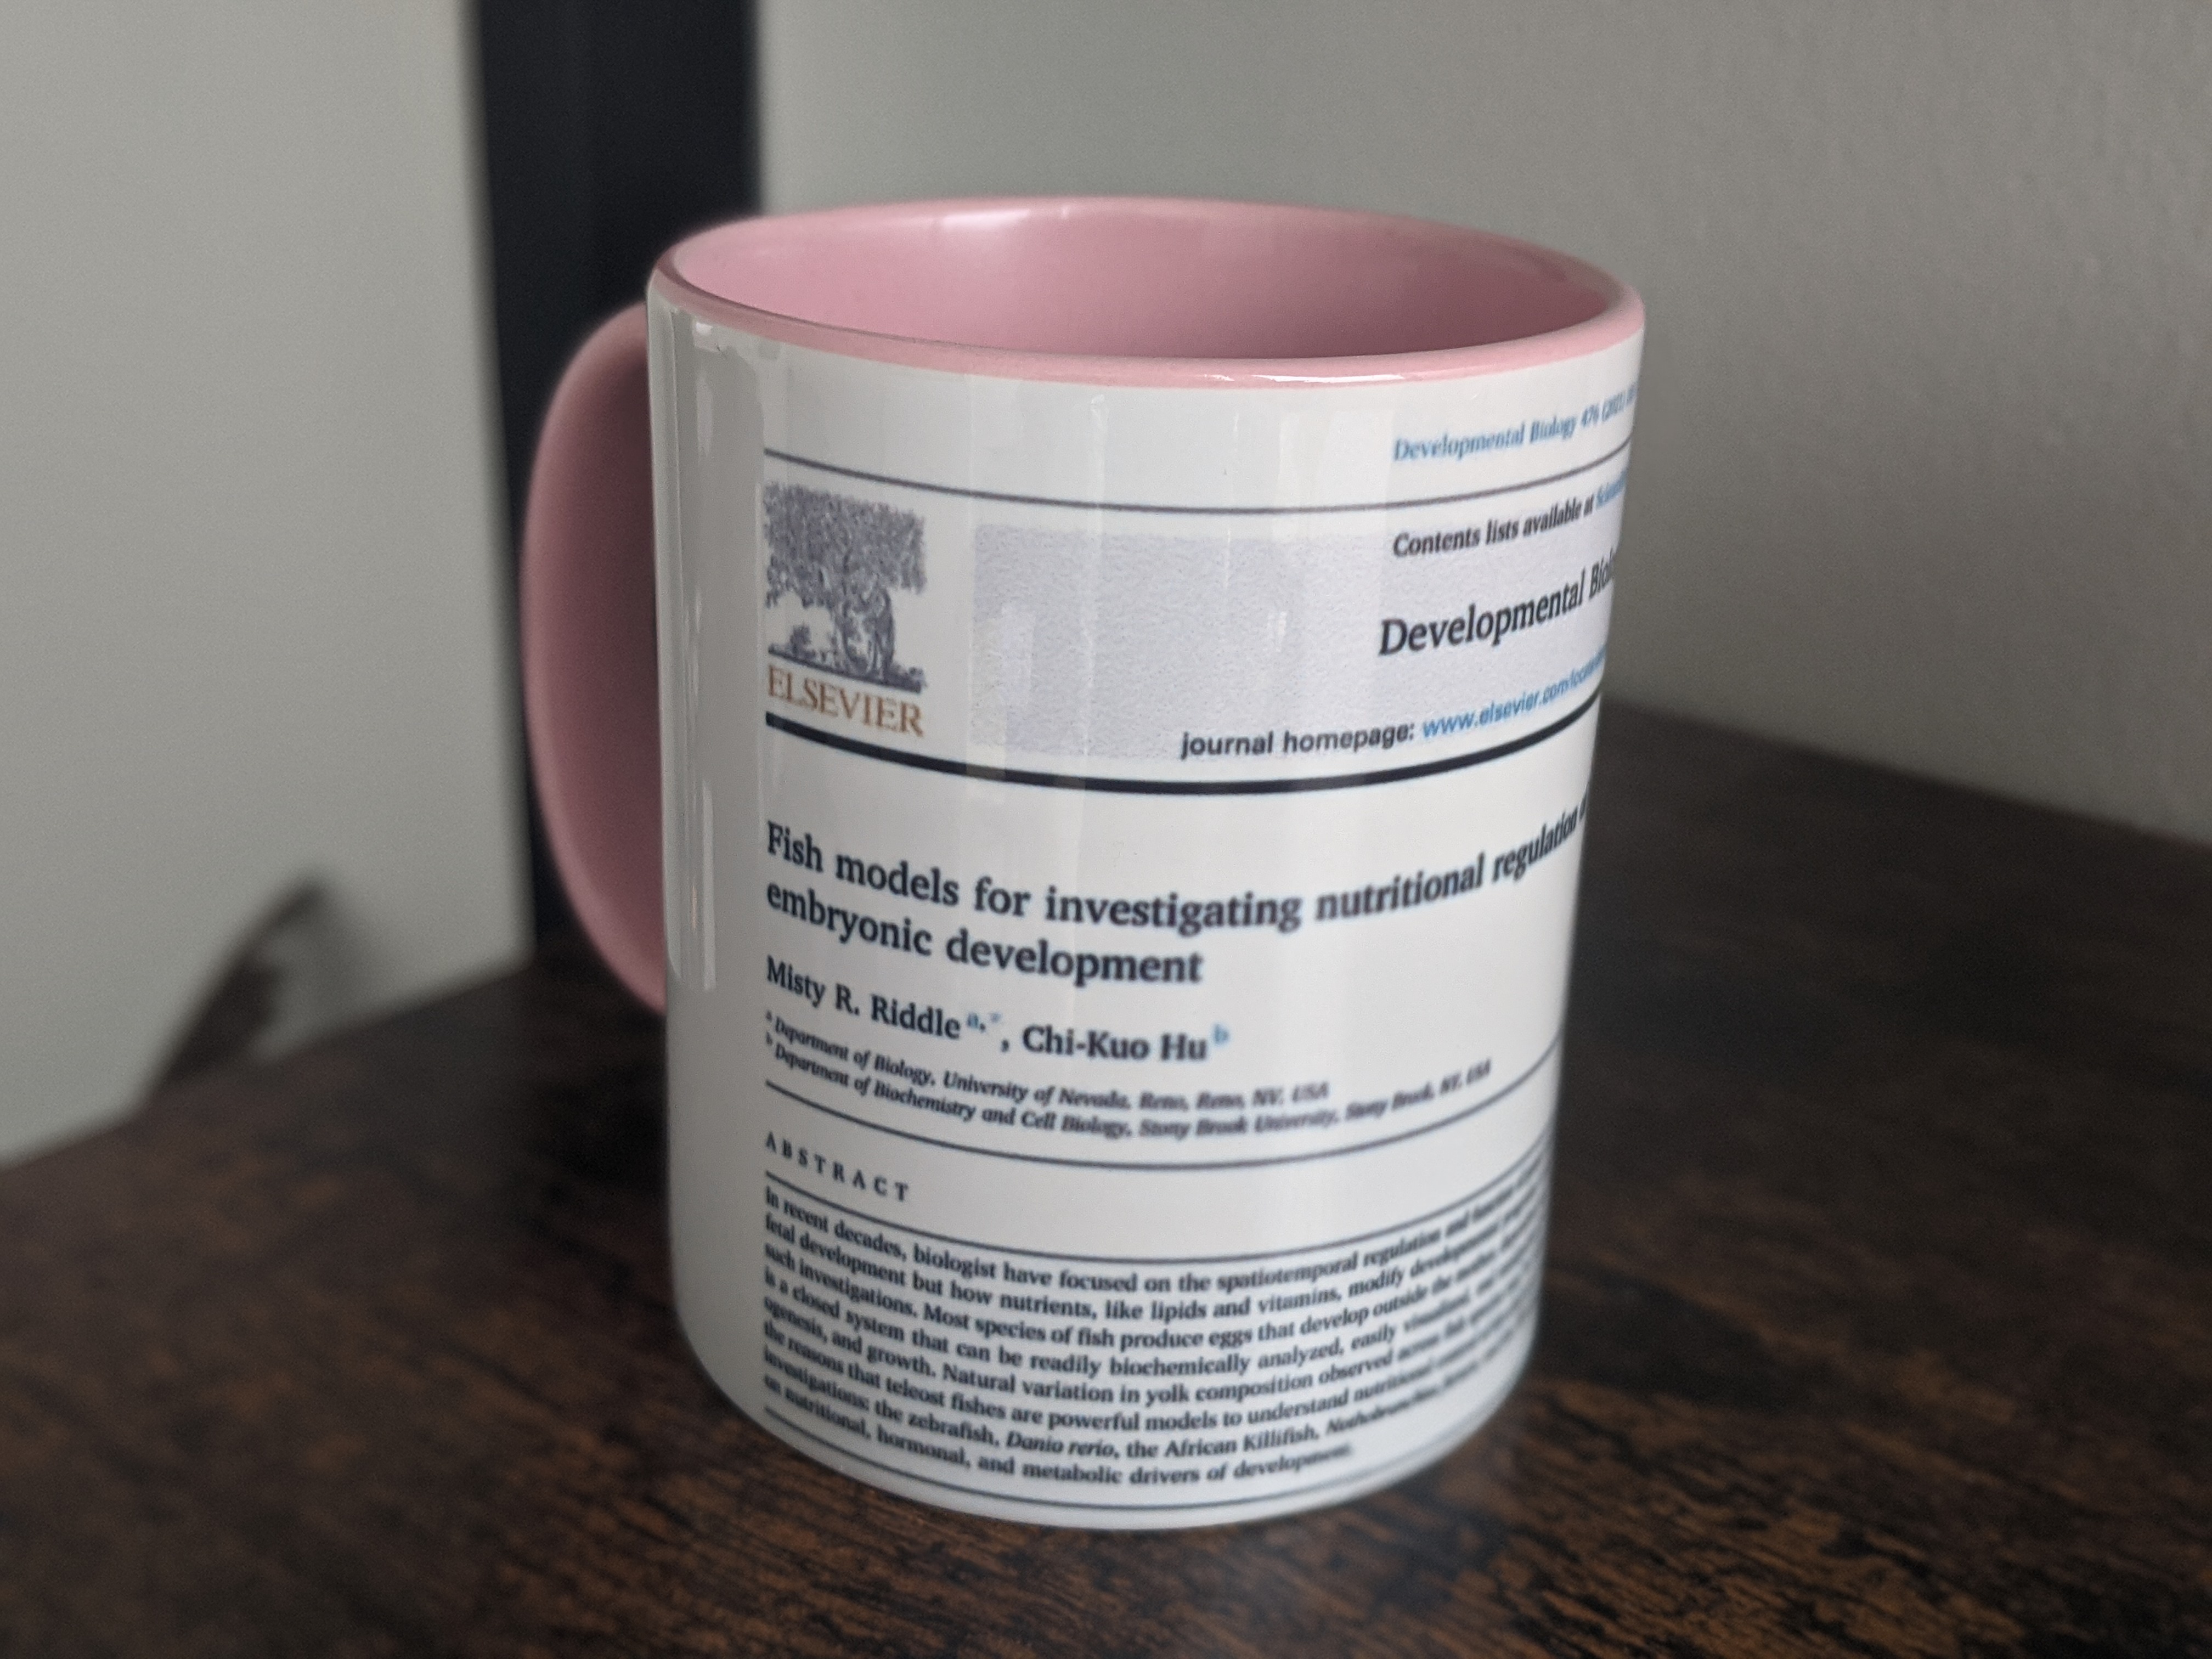 Developmental Biology 476 (2021)
Contents lists available at
ELSEVIER
Developmental
journal homepage: www.elsevier.com/
Fish models for investigating nutritional regulation
embryonic development
Misty R. Riddle a,*, Chi-Kuo Hu b
a Department of Biology, University of Nevada, Reno, Reno, NV, USA
b Department of Biochemistry and Cell Biology, Stony Brook University, Stony Brook, NY, USA
ABSTRACT
In recent decades, biologist have focused on the spatiotemporal regulation and
fetal development but how nutrients, like lipids and vitamins, modify
such investigations. Most species of fish produce eggs that develop outside the
is a closed system that can be readily biochemically analyzed, easily
ogenesis, and growth. Natural variation in yolk composition observed across
the reasons that teleost fishes are powerful models to understand nutritional
investigations: the zebrafish, Danio rerio, the African Killifish,
on nutritional, hormonal, and metabolic drivers of development.